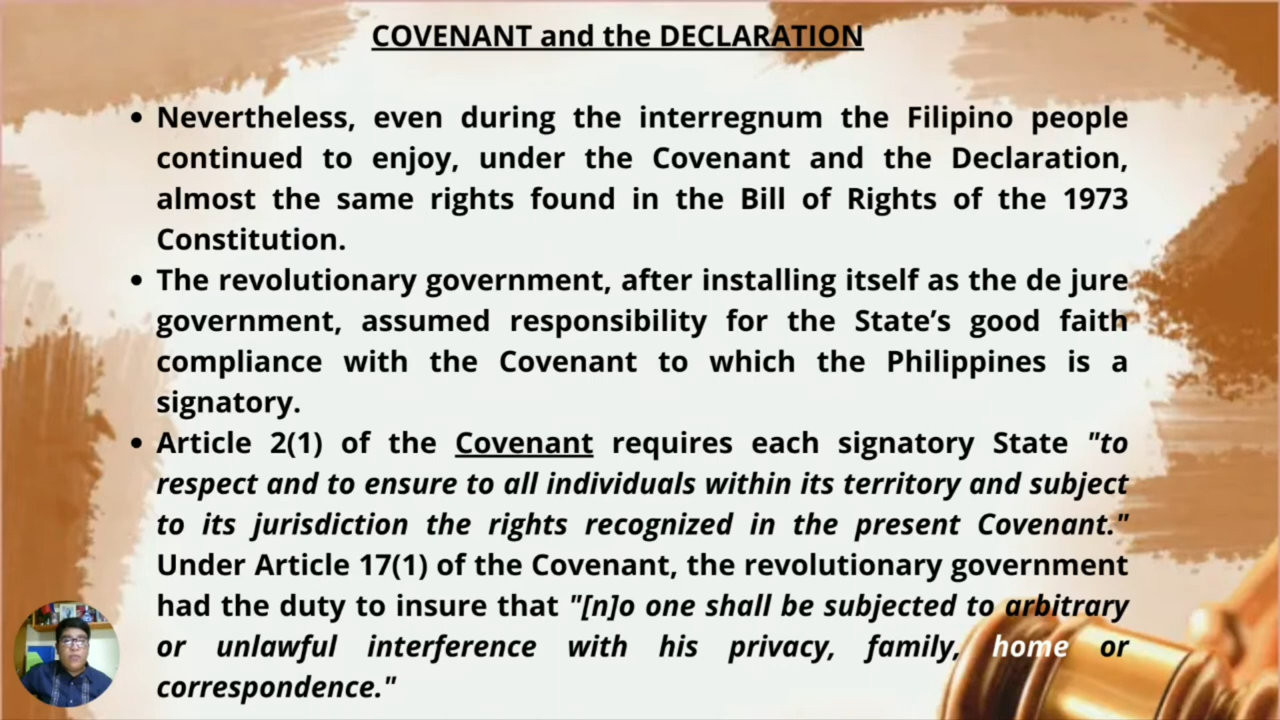 COVENANT and the DECLARATION
• Nevertheless, even during the interregnum the Filipino people
continued to enjoy, under the Covenant and the Declaration,
almost the same rights found in the Bill of Rights of the 1973
Constitution.
• The revolutionary government, after installing itself as the de jure
government, assumed responsibility for the State’s good faith
compliance with the Covenant to which the Philippines is a
signatory.
• Article 2(1) of the Covenant requires each signatory State "to
respect and to ensure to all individuals within its territory and subject
to its jurisdiction the rights recognized in the present Covenant."
Under Article 17(1) of the Covenant, the revolutionary government
had the duty to insure that "[n]o one shall be subjected to arbitrary
or unlawful interference with his privacy, family, home or
correspondence."